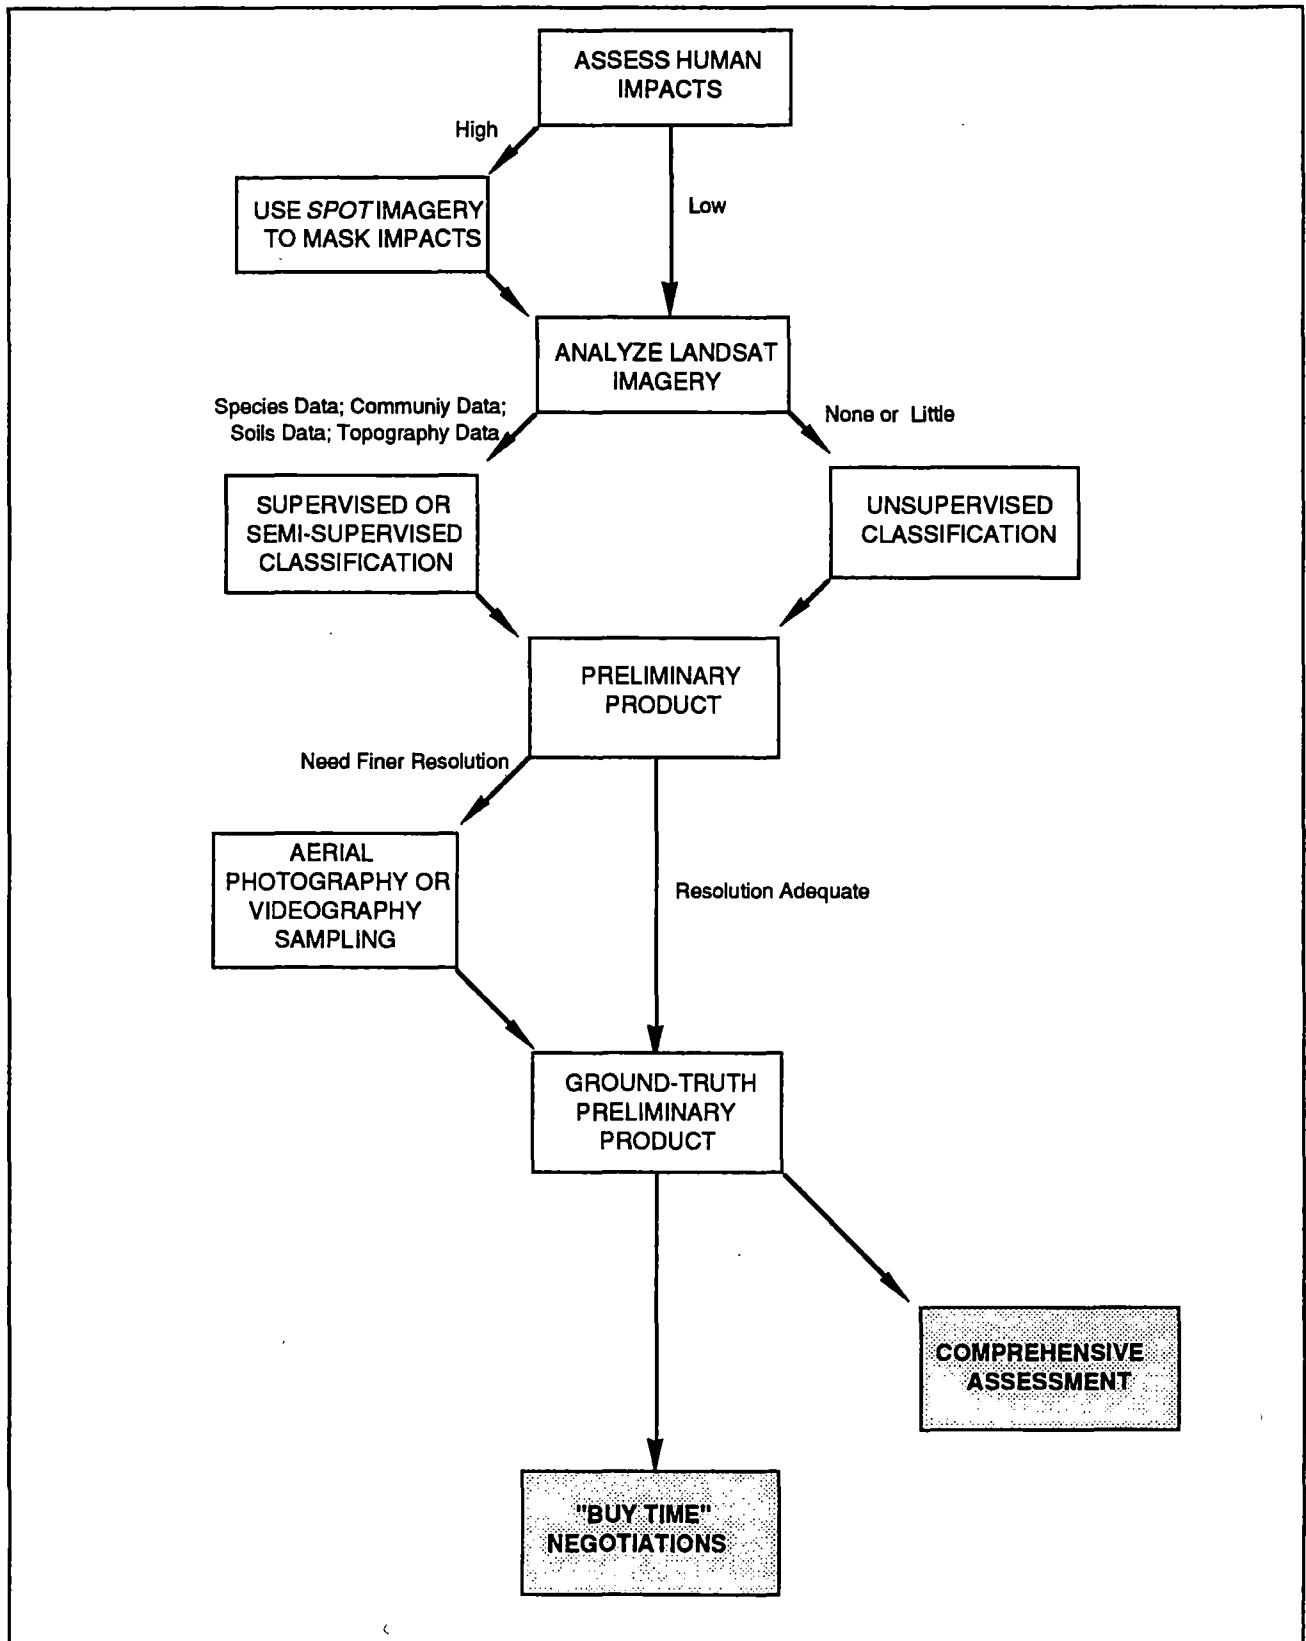 ASSESS HUMAN
IMPACTS
High
Low
USE SPOT IMAGERY
TO MASK IMPACTS
ANALYZE LANDSAT
IMAGERY
Species Data; Communiy Data;
Soils Data; Topography Data
None or Little
SUPERVISED OR
SEMI-SUPERVISED
CLASSIFICATION
UNSUPERVISED
CLASSIFICATION
PRELIMINARY
PRODUCT
Need Finer Resolution
AERIAL
PHOTOGRAPHY OR
VIDEOGRAPHY
SAMPLING
Resolution Adequate
GROUND-TRUTH
PRELIMINARY
PRODUCT
COMPREHENSIVE
ASSESSMENT
"BUY TIME"
NEGOTIATIONS